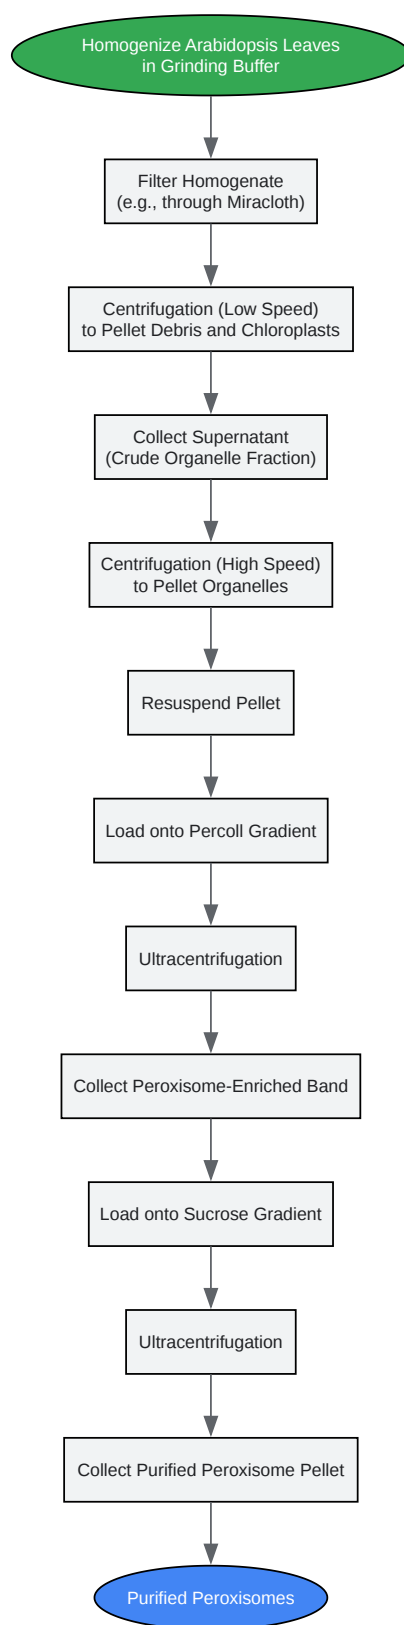 Homogenize Arabidopsis Leaves
in Grinding Buffer
Filter Homogenate
(e.g., through Miracloth)
Centrifugation (Low Speed)
to Pellet Debris and Chloroplasts
Collect Supernatant
(Crude Organelle Fraction)
Centrifugation (High Speed)
to Pellet Organelles
Resuspend Pellet
Load onto Percoll Gradient
Ultracentrifugation
Collect Peroxisome-Enriched Band
Load onto Sucrose Gradient
Ultracentrifugation
Collect Purified Peroxisome Pellet
Purified Peroxisomes